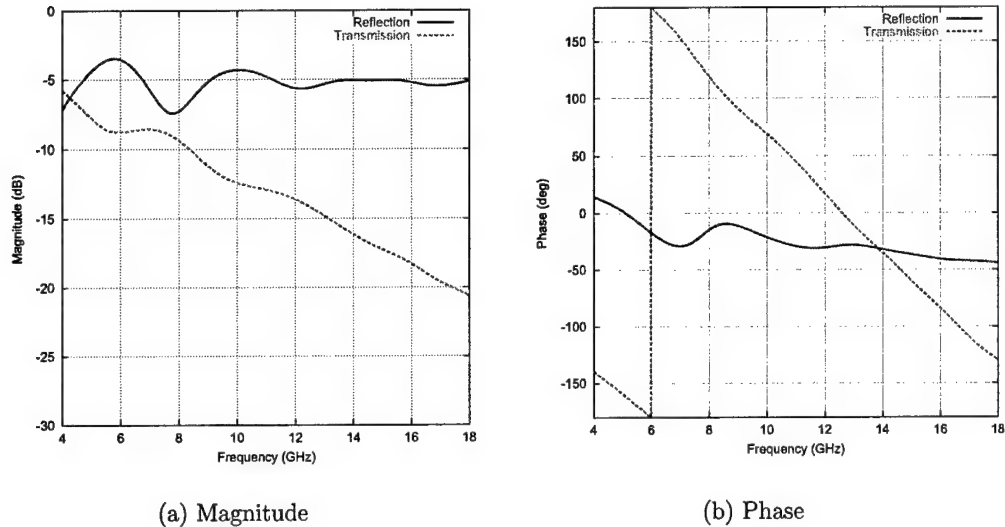 0
-5
-10
-15
-20
-25
-30
Magnitude (dB)
Reflection
Transmission
4 6 8 10 12 14 16 18
Frequency (GHz)
(a) Magnitude
150
100
50
0
-50
-100
-150
Phase (deg)
Reflection
Transmission
4 6 8 10 12 14 16 18
Frequency (GHz)
(b) Phase